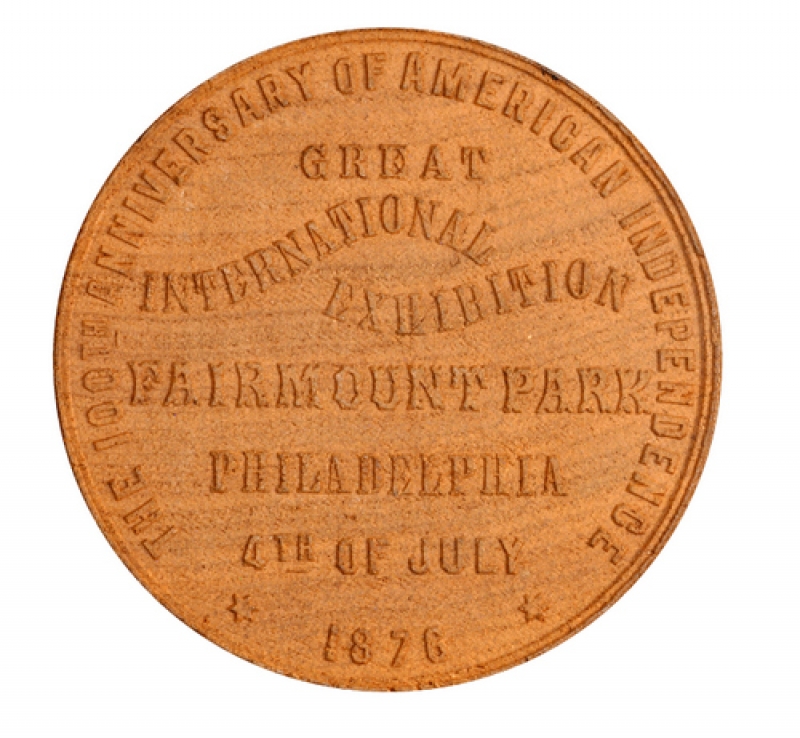 THE 100TH ANNIVERSARY OF AMERICAN INDEPENDENCE
GREAT
INTERNATIONAL
EXHIBITION
FAIRMOUNT PARK
PHILADELPHIA
4TH OF JULY
1876